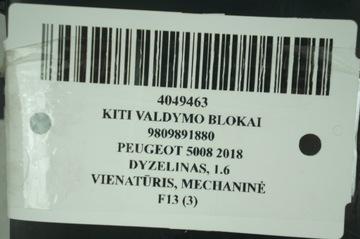 4049463
KITI VALDYMO BLOKAI
9809891880
PEUGEOT 5008 2018
DYZELINAS, 1.6
VIENATŪRIS, MECHANINĖ
F13 (3)